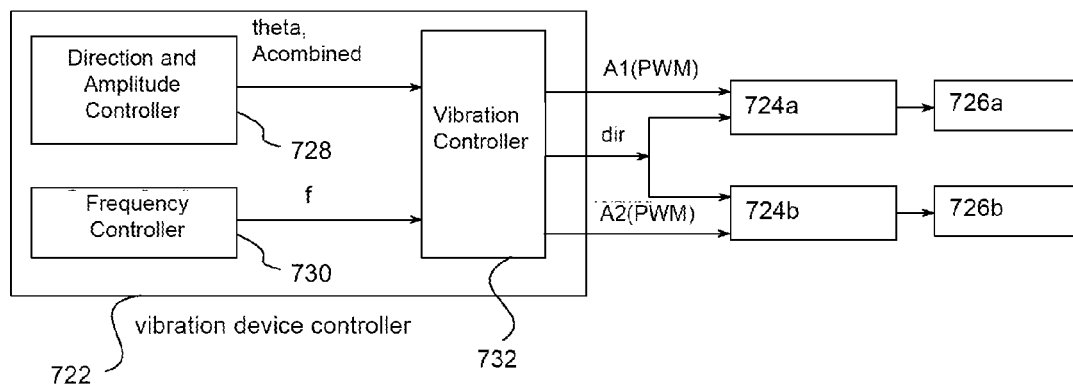 theta,
Acombined
Direction and
Amplitude
Controller
728
f
Frequency
Controller
730
Vibration
Controller
732
A1(PWM)
dir
A2(PWM)
724a
726a
724b
726b
vibration device controller
722